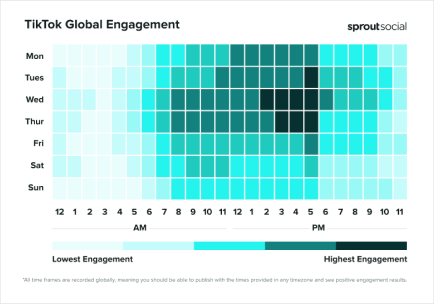 TikTok Global Engagement
sproutsocial
Mon
Tues
Wed
Thur
Fri
Sat
Sun
12 1 2 3 4 5 6 7 8 9 10 11 12 1 2 3 4 5 6 7 8 9 10 11
AM PM
Lowest Engagement Highest Engagement
*All time frames are recorded globally, meaning you should be able to publish with the times provided in any timezone and see positive engagement results.